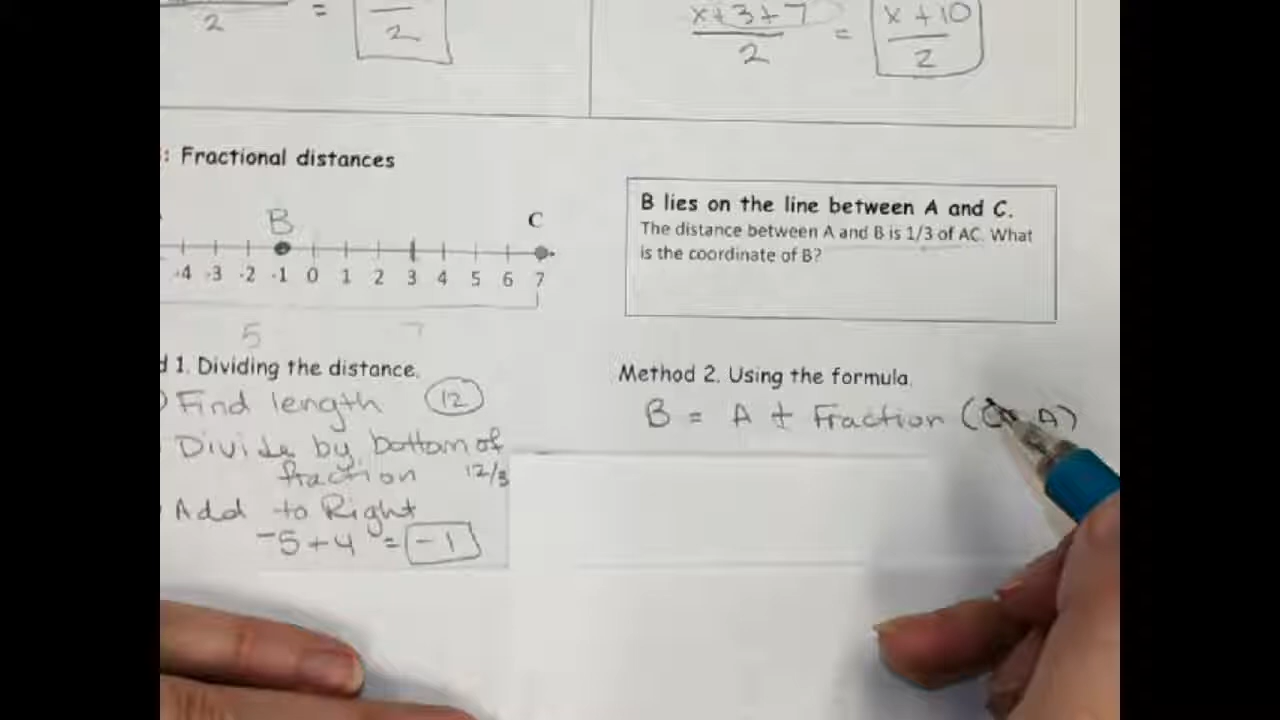 2 = 2
x+3+7 = x+10
2 2
: Fractional distances
B C
-4 -3 -2 -1 0 1 2 3 4 5 6 7
5 7
B lies on the line between A and C.
The distance between A and B is 1/3 of AC. What
is the coordinate of B?
1. Dividing the distance.
Find length 12
Divide by bottom of
fraction 12/3
Add to Right
-5+4 = -1
Method 2. Using the formula.
B = A + Fraction (C A)